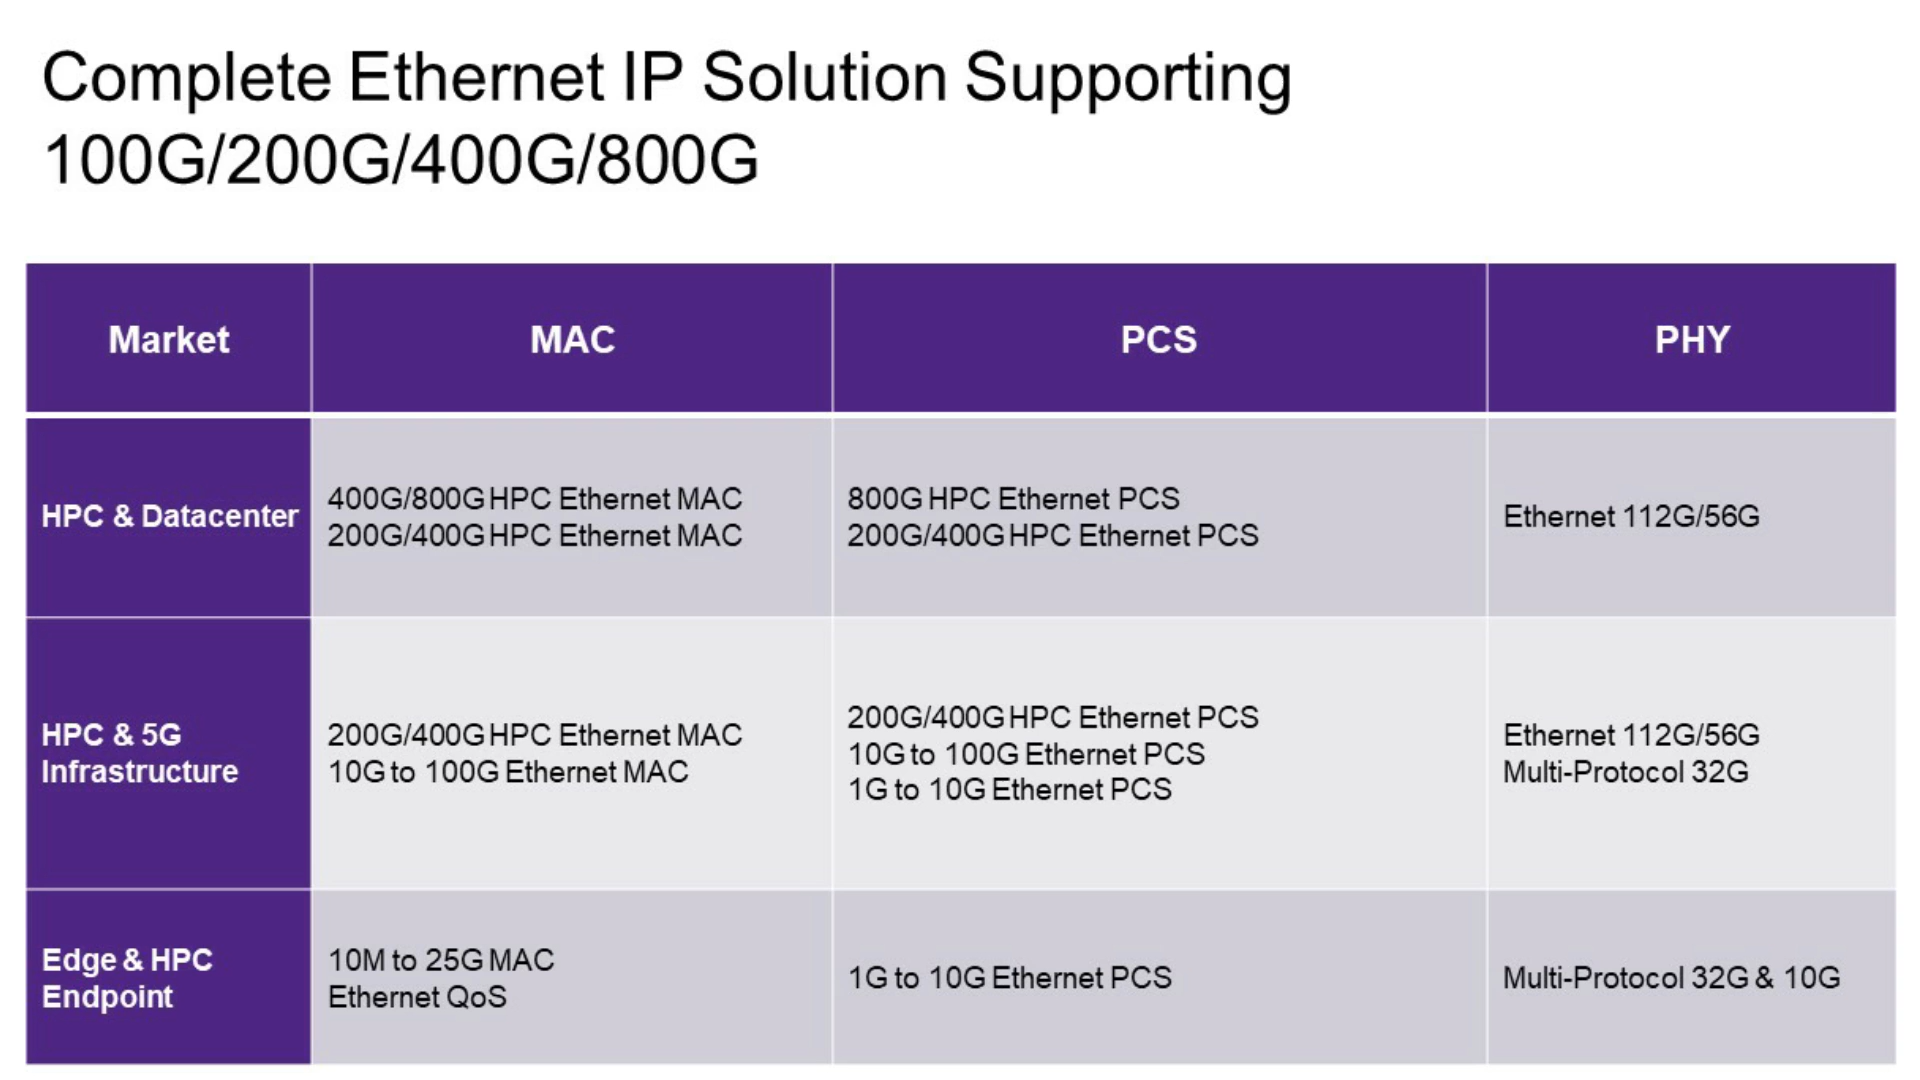 Complete Ethernet IP Solution Supporting
100G/200G/400G/800G
Market
MAC
PCS
PHY
HPC & Datacenter
400G/800G HPC Ethernet MAC
200G/400G HPC Ethernet MAC
800G HPC Ethernet PCS
200G/400G HPC Ethernet PCS
Ethernet 112G/56G
HPC & 5G
Infrastructure
200G/400G HPC Ethernet MAC
10G to 100G Ethernet MAC
200G/400G HPC Ethernet PCS
10G to 100G Ethernet PCS
1G to 10G Ethernet PCS
Ethernet 112G/56G
Multi-Protocol 32G
Edge & HPC
Endpoint
10M to 25G MAC
Ethernet QoS
1G to 10G Ethernet PCS
Multi-Protocol 32G & 10G